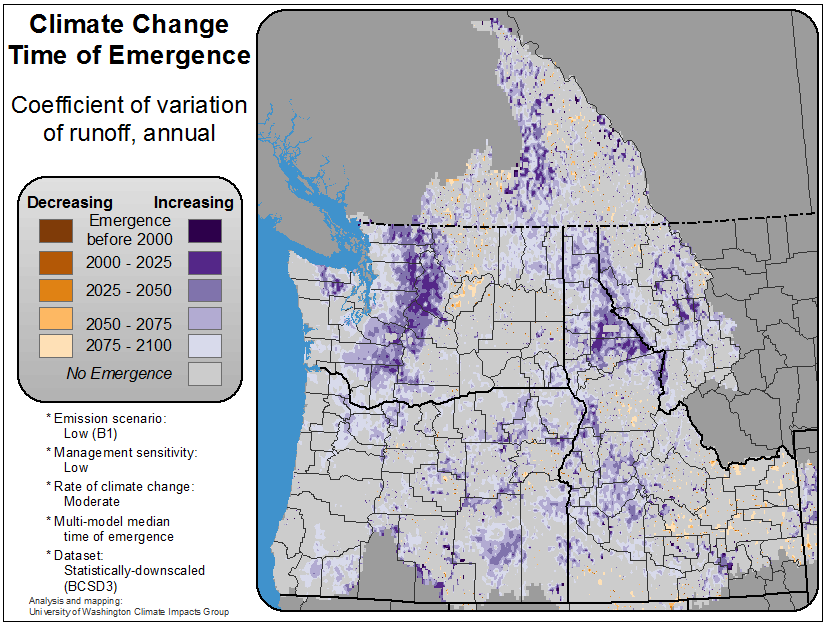 Climate Change
Time of Emergence
Coefficient of variation
of runoff, annual
Decreasing Increasing
Emergence
before 2000
2000 - 2025
2025 - 2050
2050 - 2075
2075 - 2100
No Emergence
* Emission scenario:
Low (B1)
* Management sensitivity:
Low
* Rate of climate change:
Moderate
* Multi-model median
time of emergence
* Dataset:
Statistically-downscaled
(BCSD3)
Analysis and mapping:
University of Washington Climate Impacts Group